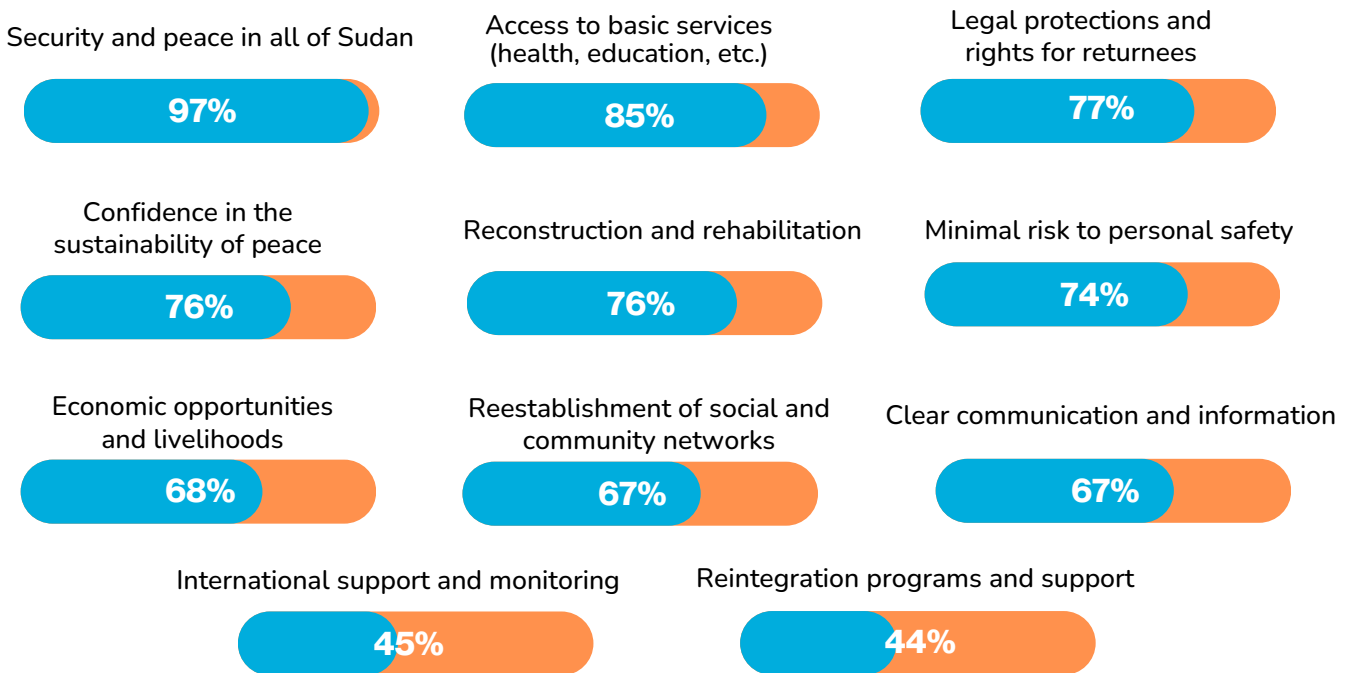 Security and peace in all of Sudan
97%
Access to basic services
(health, education, etc.)
85%
Legal protections and
rights for returnees
77%
Confidence in the
sustainability of peace
76%
Reconstruction and rehabilitation
76%
Minimal risk to personal safety
74%
Economic opportunities
and livelihoods
68%
Reestablishment of social and
community networks
67%
Clear communication and information
67%
International support and monitoring
45%
Reintegration programs and support
44%